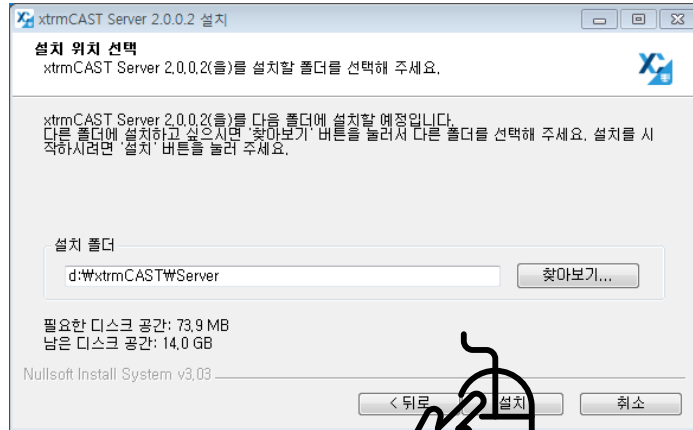 xtrmCAST Server 2.0.0.2 설치
설치 위치 선택
xtrmCAST Server 2.0.0.2(을)를 설치할 폴더를 선택해 주세요.
xtrmCAST Server 2.0.0.2(을)를 다음 폴더에 설치할 예정입니다.
다른 폴더에 설치하고 싶으시면 '찾아보기' 버튼을 눌러서 다른 폴더를 선택해 주세요. 설치를 시
작하시려면 '설치' 버튼을 눌러 주세요.
설치 폴더
d:₩xtrmCAST₩Server
찾아보기...
필요한 디스크 공간: 73.9 MB
남은 디스크 공간: 14.0 GB
Nullsoft Install System v3.03
< 뒤로
설치
취소